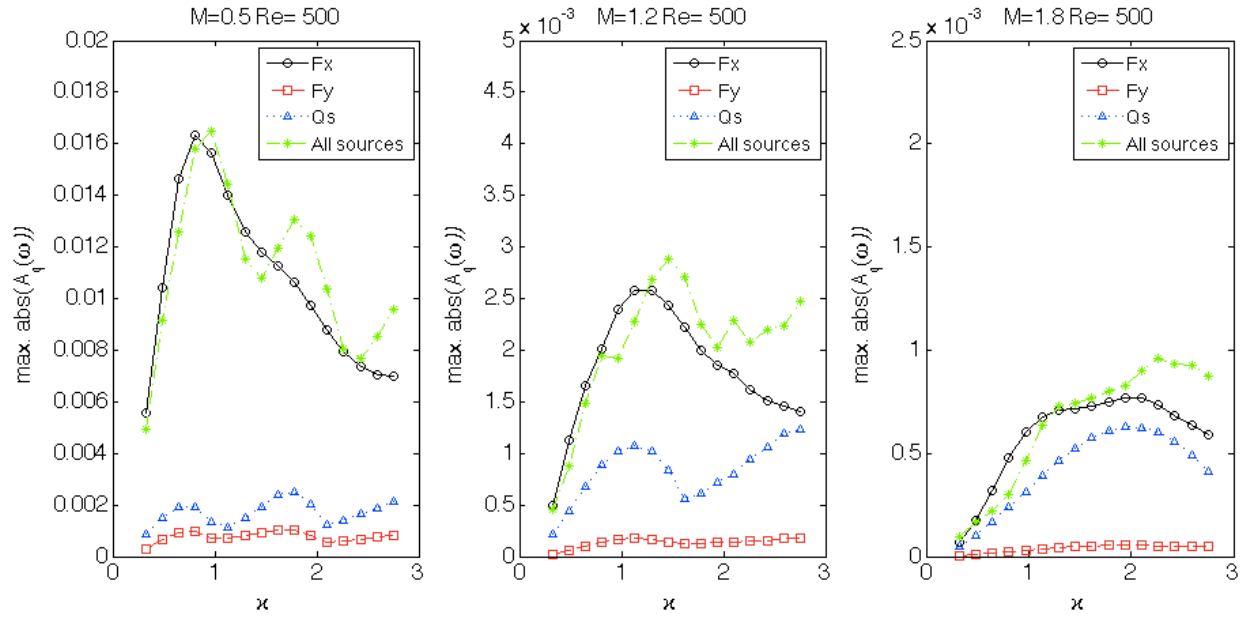 M=0.5 Re= 500
0.02
0.018
0.016
0.014
0.012
0.01
0.008
0.006
0.004
0.002
0
0 1 2 3
max. abs(A_q(ω))
ϰ
Fx
Fy
Qs
All sources
M=1.2 Re= 500
× 10⁻³
5
4.5
4
3.5
3
2.5
2
1.5
1
0.5
0
0 1 2 3
max. abs(A_q(ω))
ϰ
Fx
Fy
Qs
All sources
M=1.8 Re= 500
× 10⁻³
2.5
2
1.5
1
0.5
0
0 1 2 3
max. abs(A_q(ω))
ϰ
Fx
Fy
Qs
All sources